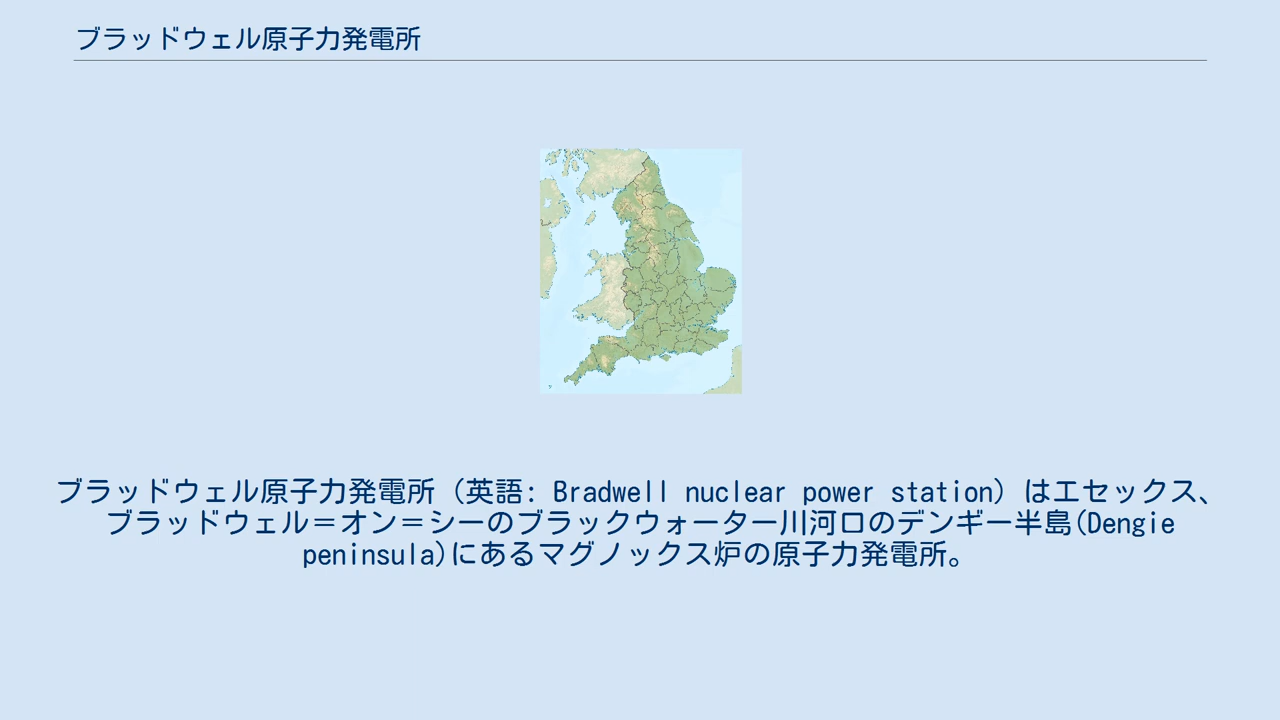 ブラッドウェル原子力発電所
ブラッドウェル原子力発電所（英語: Bradwell nuclear power station）はエセックス、
ブラッドウェル＝オン＝シーのブラックウォーター川河口のデンギー半島(Dengie
peninsula)にあるマグノックス炉の原子力発電所。